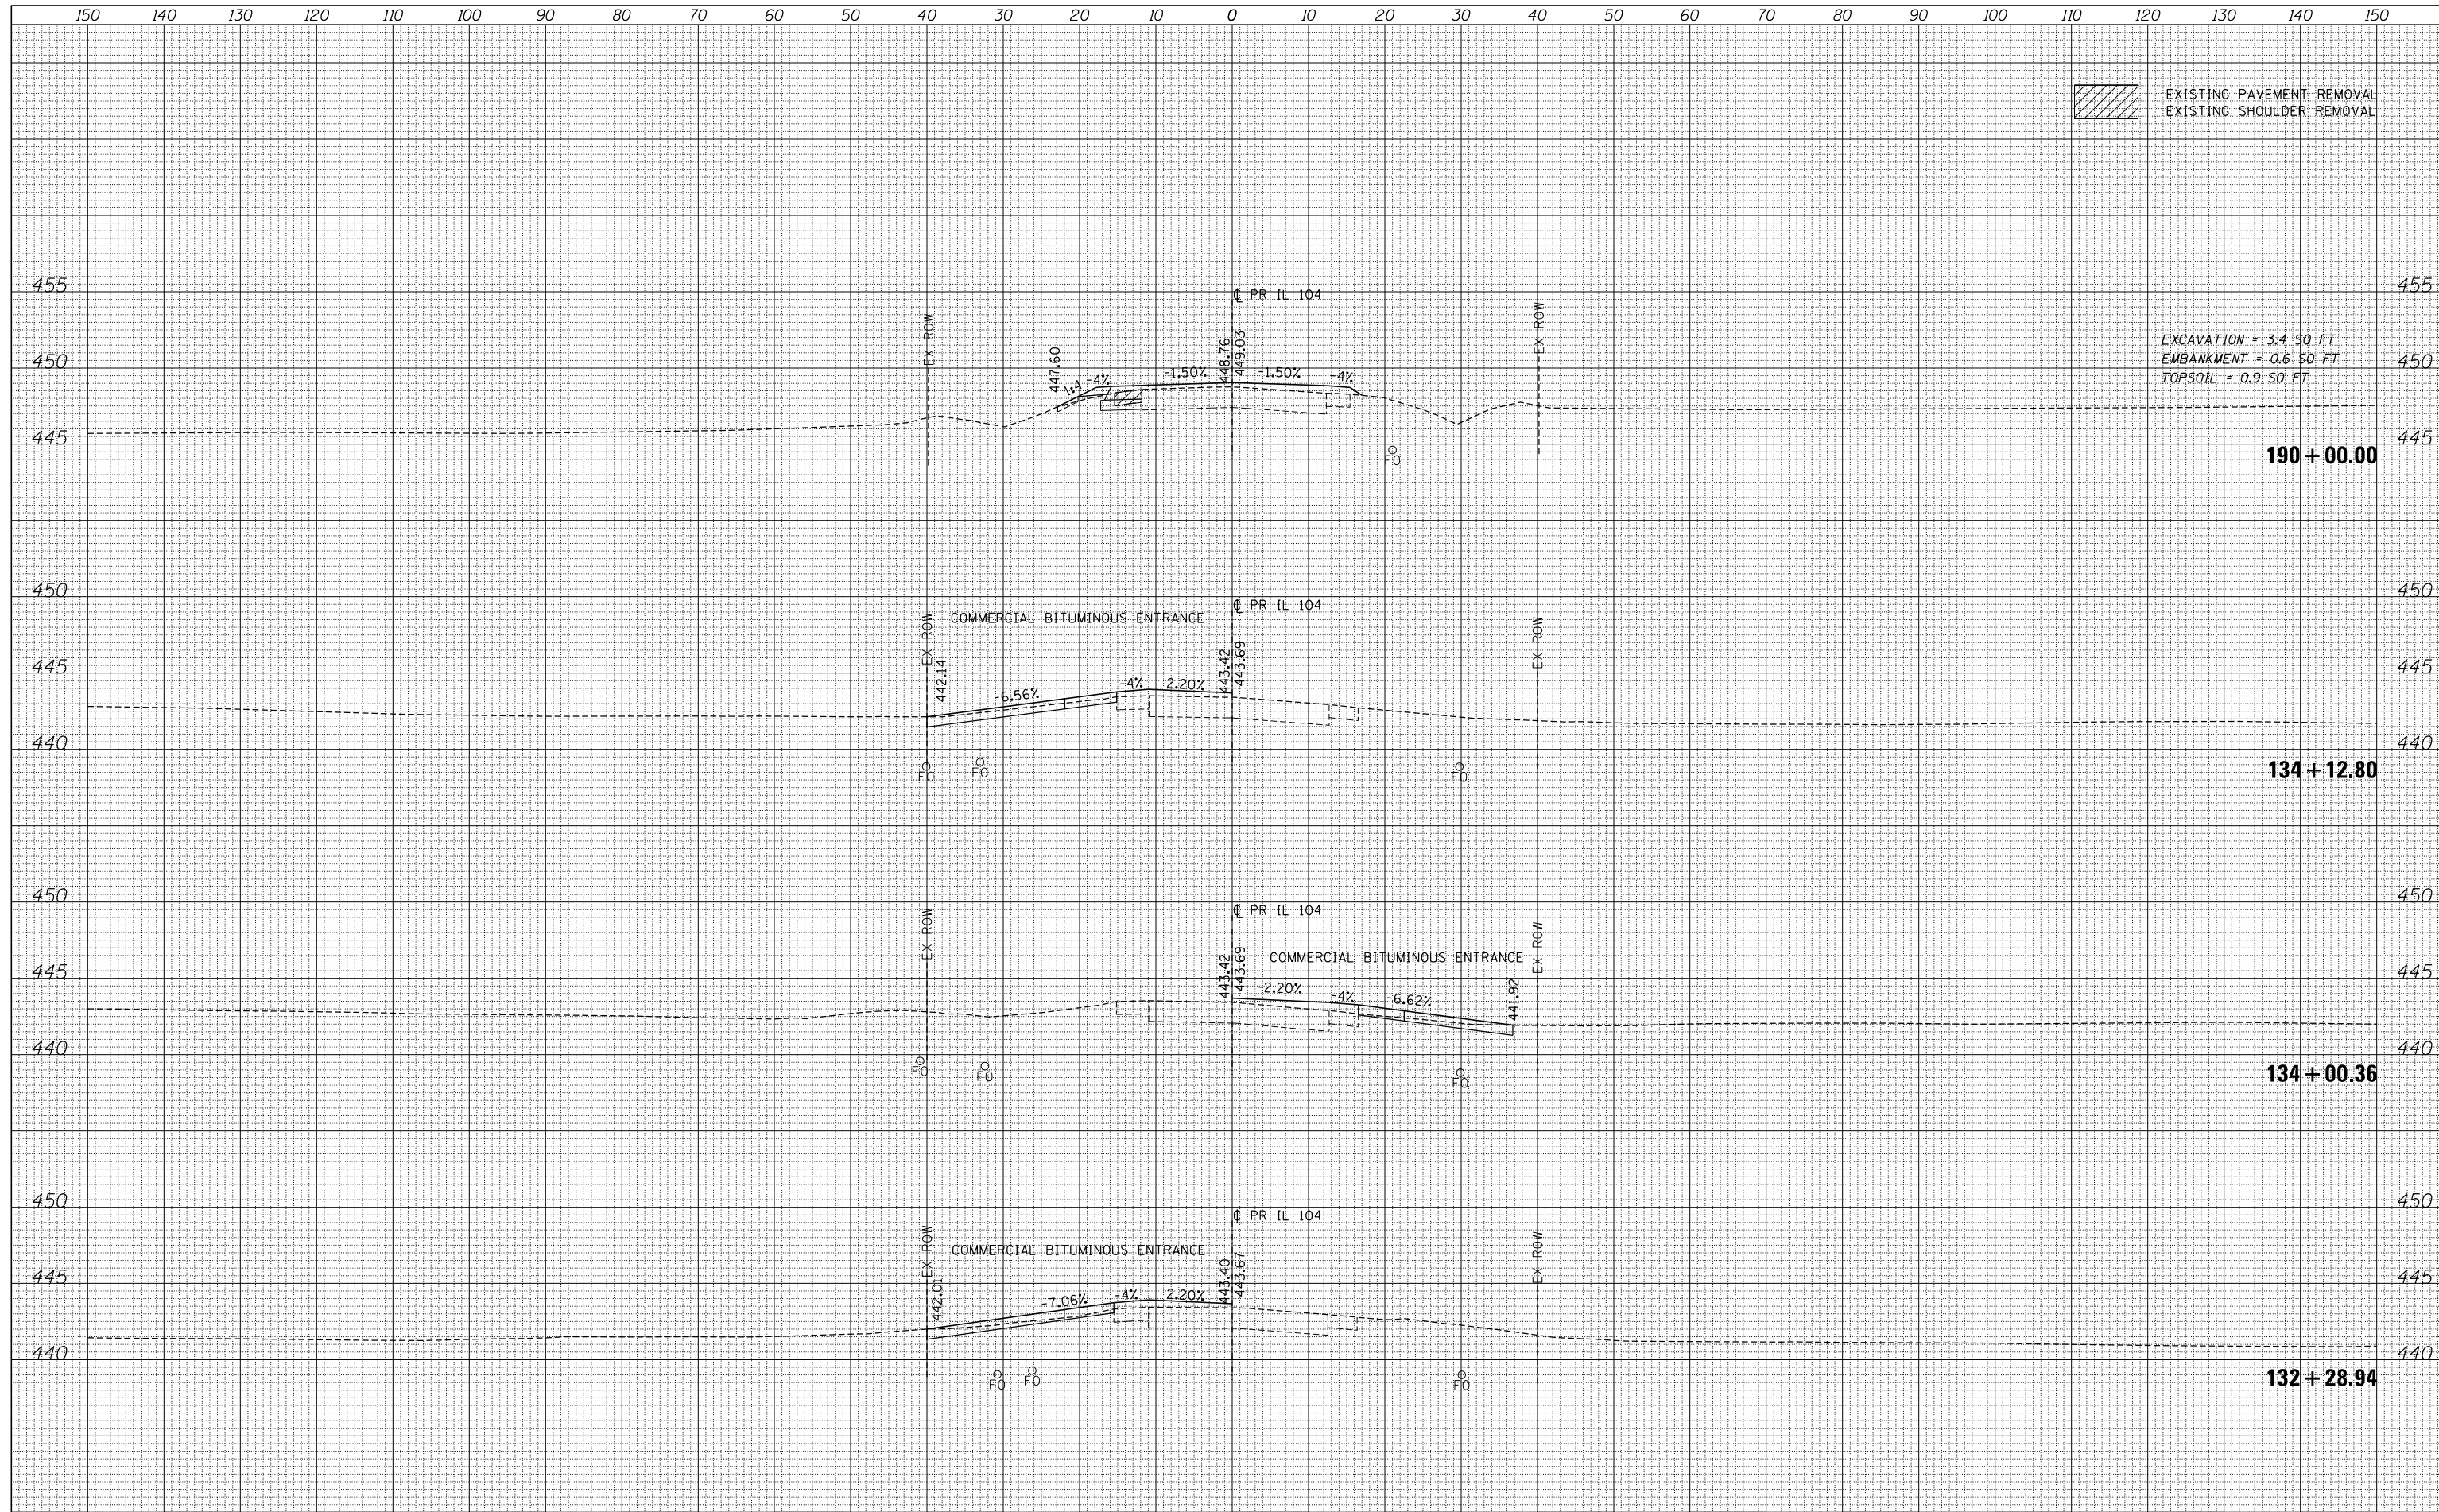 150 140 130 120 110 100 90 80 70 60 50 40 30 20 10 0 10 20 30 40 50 60 70 80 90 100 110 120 130 140 150
EXISTING PAVEMENT REMOVAL
EXISTING SHOULDER REMOVAL
455 455
℄ PR IL 104
EX ROW
EX ROW
EXCAVATION = 3.4 SQ FT
EMBANKMENT = 0.6 SQ FT
TOPSOIL = 0.9 SQ FT
450 450
447.60
448.76
449.03
1:4 -4% -1.50% -1.50% -4%
445 445
FO
190+00.00
450 450
℄ PR IL 104
COMMERCIAL BITUMINOUS ENTRANCE
EX ROW
EX ROW
445 445
442.14
443.42
443.69
-6.56% -4% 2.20%
440 440
FO FO FO
134+12.80
450 450
℄ PR IL 104
EX ROW
EX ROW
COMMERCIAL BITUMINOUS ENTRANCE
445 445
443.42
443.69
441.92
-2.20% -4% -6.62%
440 440
FO FO FO
134+00.36
450 450
℄ PR IL 104
COMMERCIAL BITUMINOUS ENTRANCE
EX ROW
EX ROW
445 445
442.01
443.40
443.67
-7.06% -4% 2.20%
440 440
FO FO FO
132+28.94